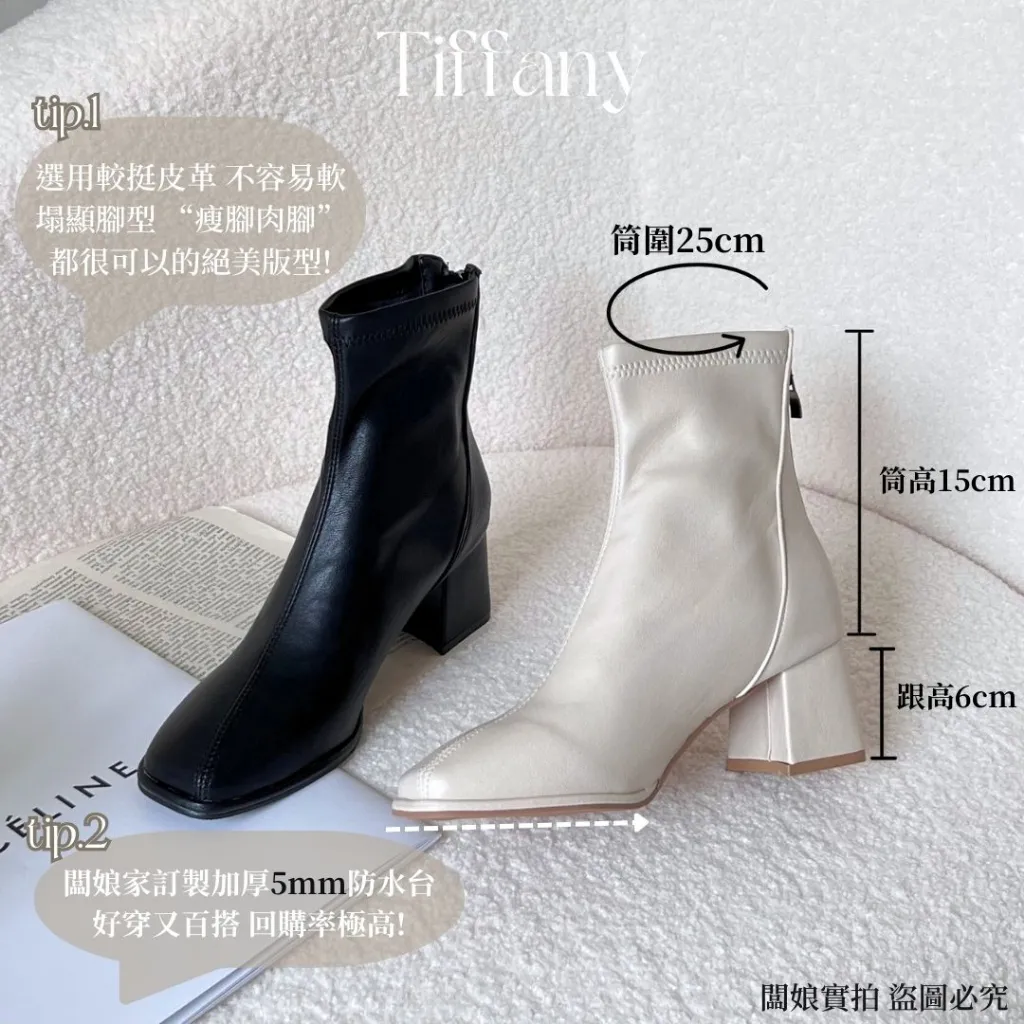 Tiffany
tip.1
選用較挺皮革 不容易軟
塌顯腳型 “瘦腳肉腳”
都很可以的絕美版型!
筒圍25cm
筒高15cm
跟高6cm
CÉLINE
tip.2
闆娘家訂製加厚5mm防水台
好穿又百搭 回購率極高!
闆娘實拍 盜圖必究